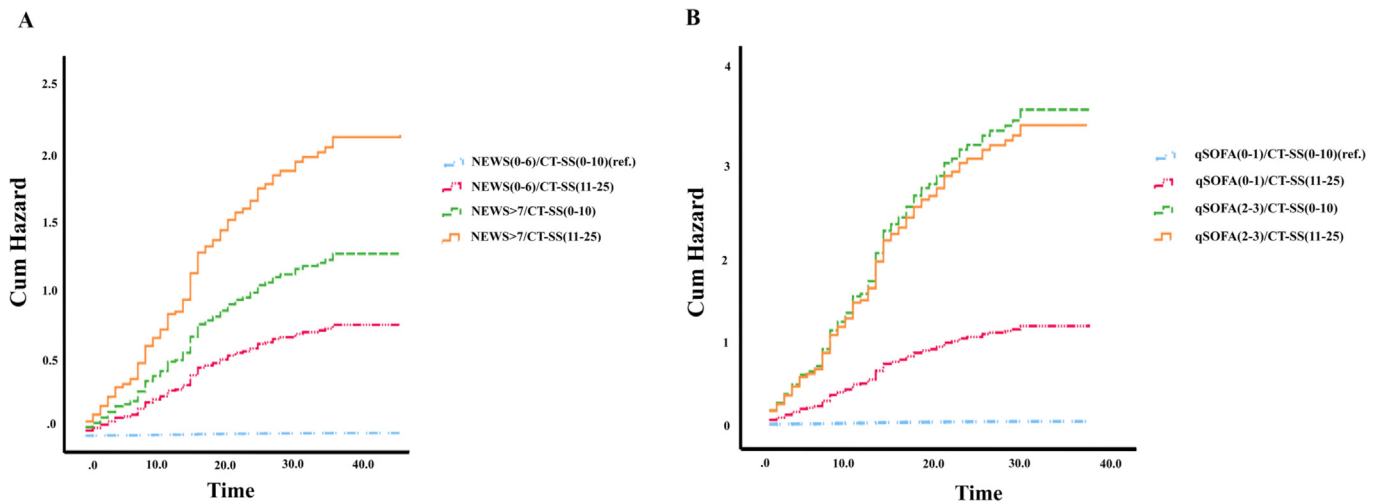 A
2.5
2.0
1.5
1.0
0.5
.0
Cum Hazard
.0 10.0 20.0 30.0 40.0
Time
NEWS(0-6)/CT-SS(0-10)(ref.)
NEWS(0-6)/CT-SS(11-25)
NEWS>7/CT-SS(0-10)
NEWS>7/CT-SS(11-25)
B
4
3
2
1
0
Cum Hazard
.0 10.0 20.0 30.0 40.0
Time
qSOFA(0-1)/CT-SS(0-10)(ref.)
qSOFA(0-1)/CT-SS(11-25)
qSOFA(2-3)/CT-SS(0-10)
qSOFA(2-3)/CT-SS(11-25)